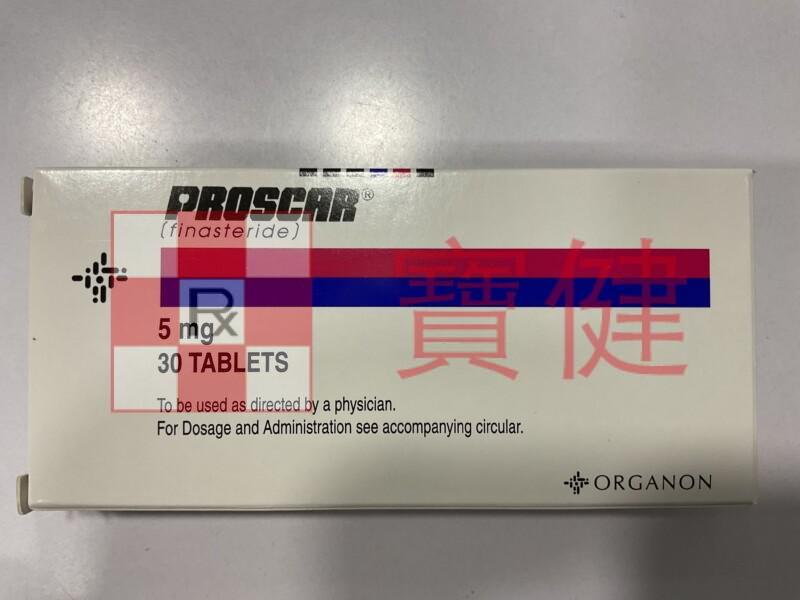 PROSCAR®
(finasteride)
Rx
寶健
5 mg
30 TABLETS
To be used as directed by a physician.
For Dosage and Administration see accompanying circular.
ORGANON